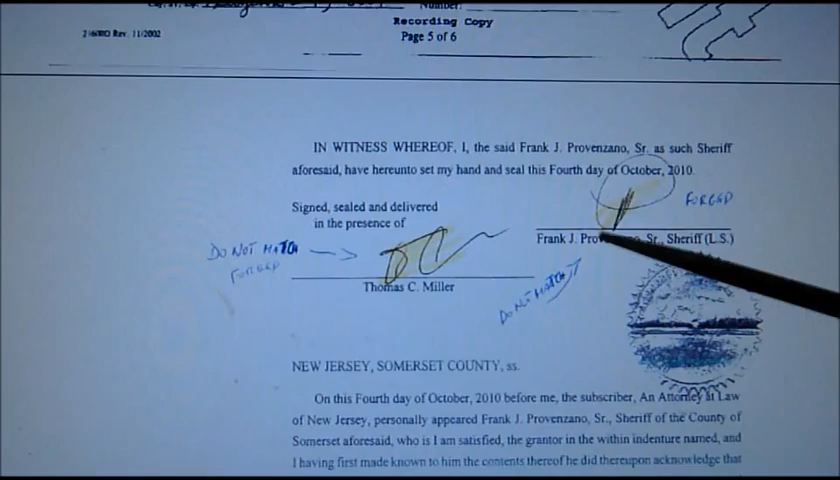 Number:
Recording Copy
Page 5 of 6
IN WITNESS WHEREOF, I, the said Frank J. Provenzano, Sr. as such Sheriff
aforesaid, have hereunto set my hand and seal this Fourth day of October, 2010.
Signed, sealed and delivered
in the presence of
FORGED
Frank J. Sr., Sheriff (L.S.)
DO NOT MATCH
FORGED
Thomas C. Miller
DO NOT MATCH
NEW JERSEY, SOMERSET COUNTY, ss.
On this Fourth day of October, 2010 before me, the subscriber, An Attorney at Law
of New Jersey, personally appeared Frank J. Provenzano, Sr., Sheriff of the County of
Somerset aforesaid, who is I am satisfied, the grantor in the within indenture named, and
I having first made known to him the contents thereof he did thereupon acknowledge that